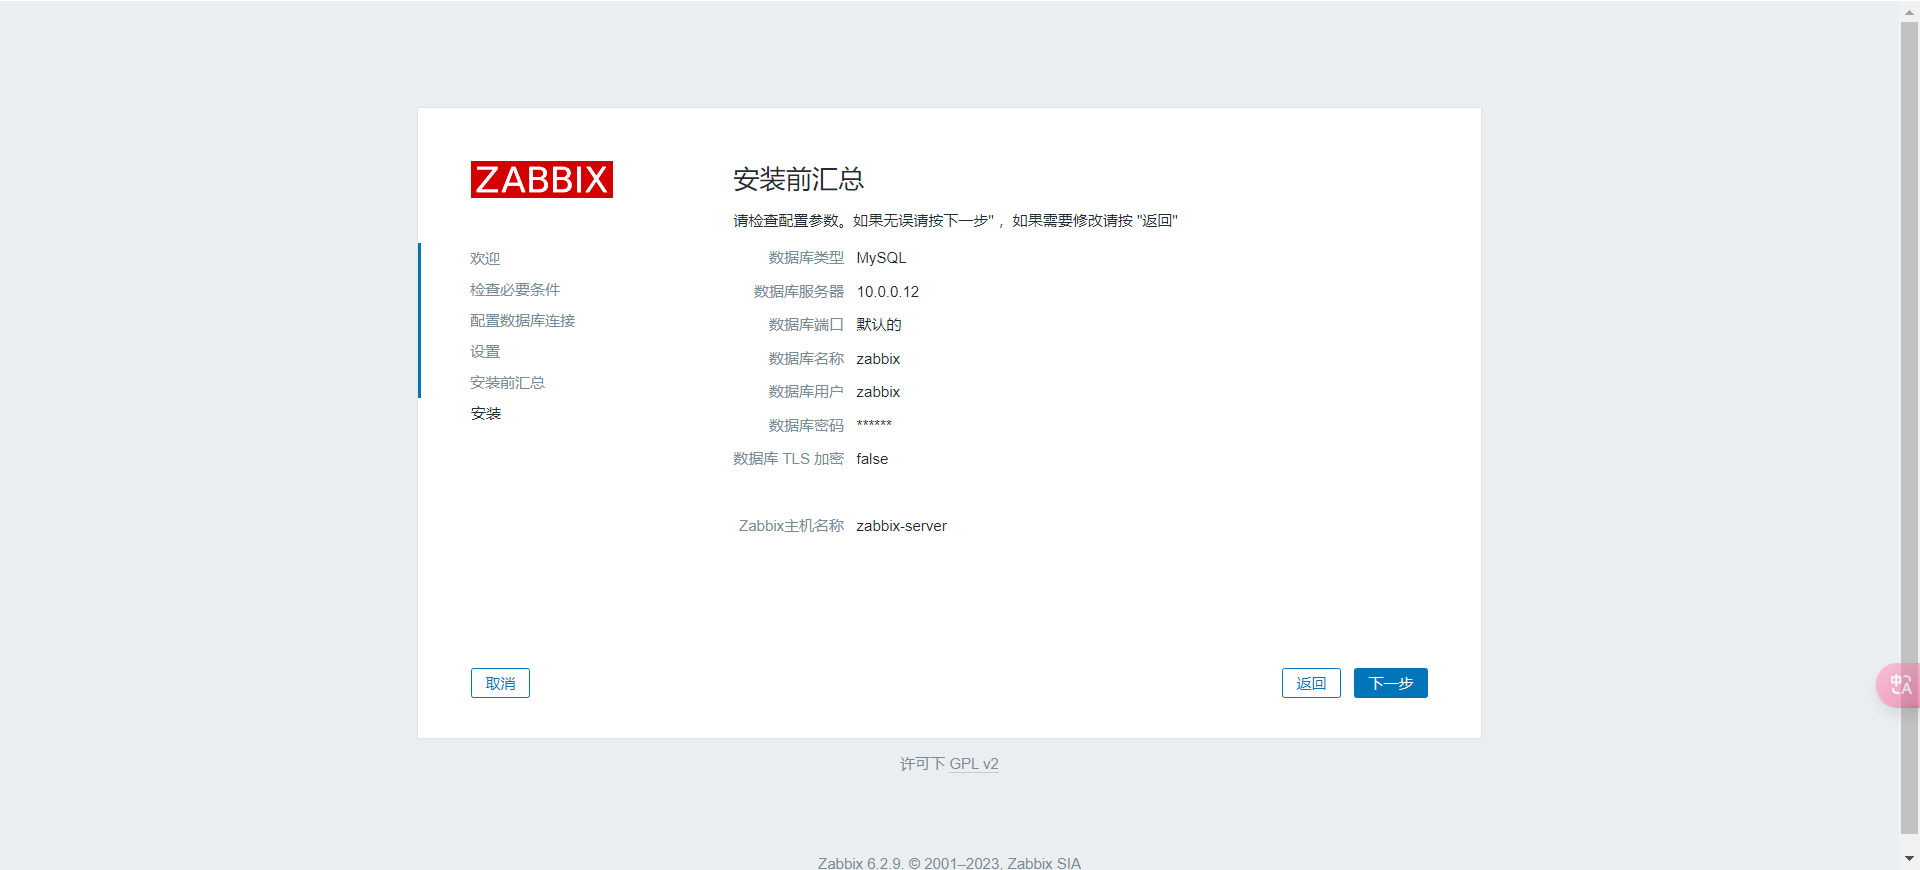 ZABBIX
欢迎
检查必要条件
配置数据库连接
设置
安装前汇总
安装
安装前汇总
请检查配置参数。如果无误请按下一步" ，如果需要修改请按 "返回"
数据库类型 MySQL
数据库服务器 10.0.0.12
数据库端口 默认的
数据库名称 zabbix
数据库用户 zabbix
数据库密码 ******
数据库 TLS 加密 false
Zabbix主机名称 zabbix-server
取消
返回
下一步
许可下 GPL v2
Zabbix 6.2.9. © 2001–2023, Zabbix SIA
中A